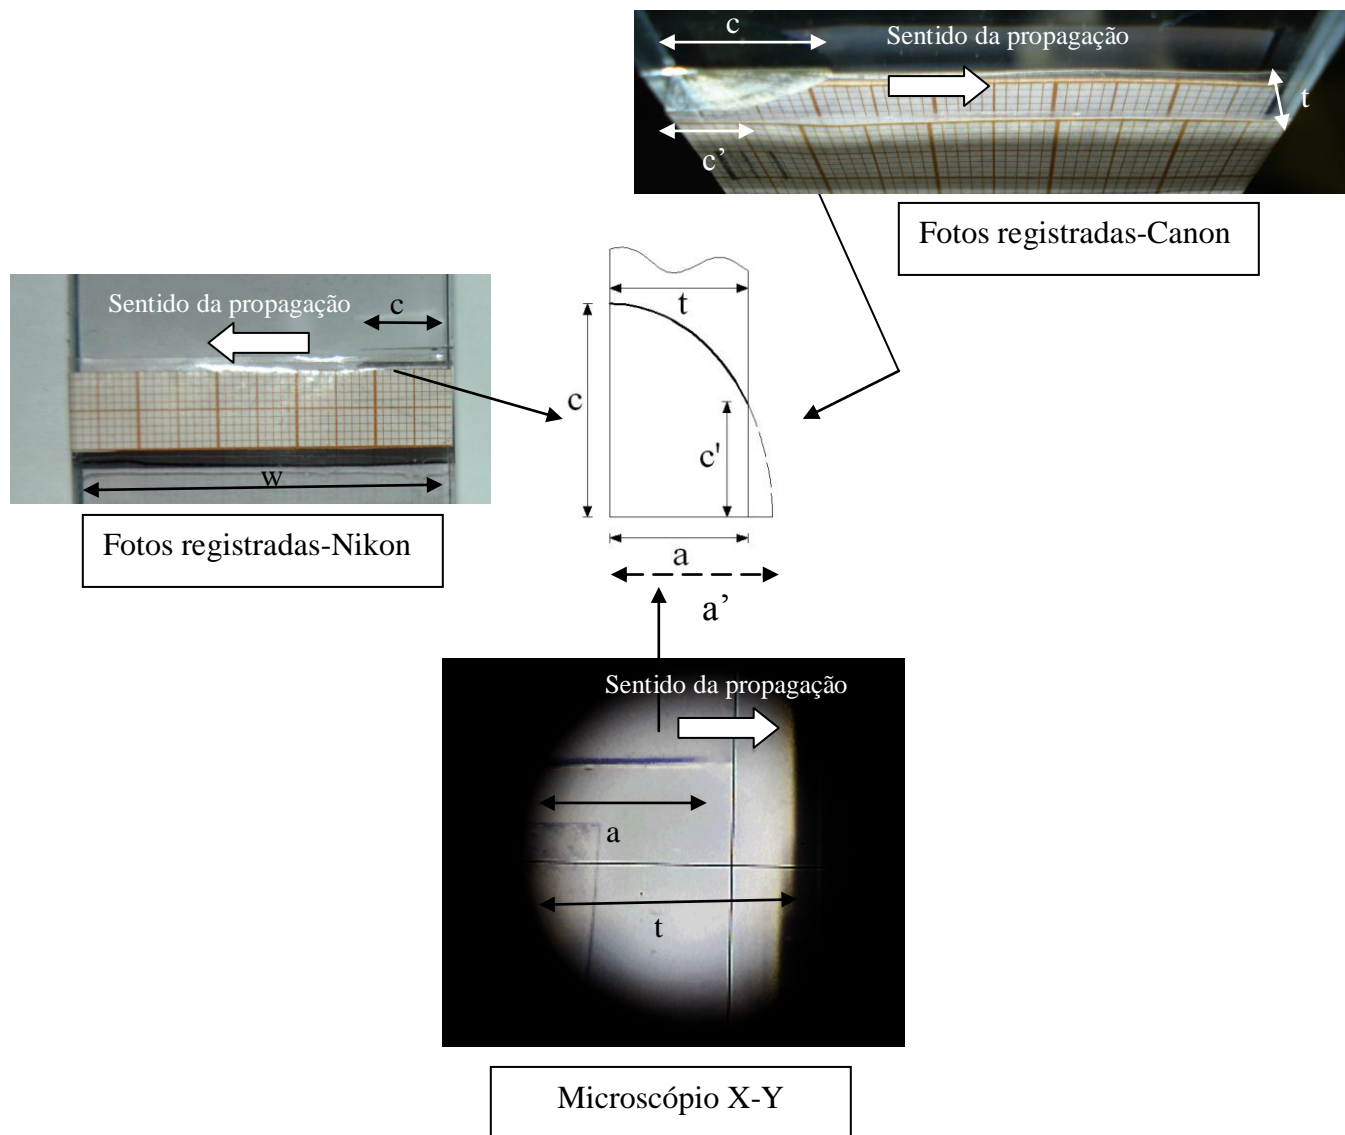 c
Sentido da propagação
t
c’
Fotos registradas-Canon
Sentido da propagação
c
w
Fotos registradas-Nikon
t
c
c'
a
a’
Sentido da propagação
a
t
Microscópio X-Y